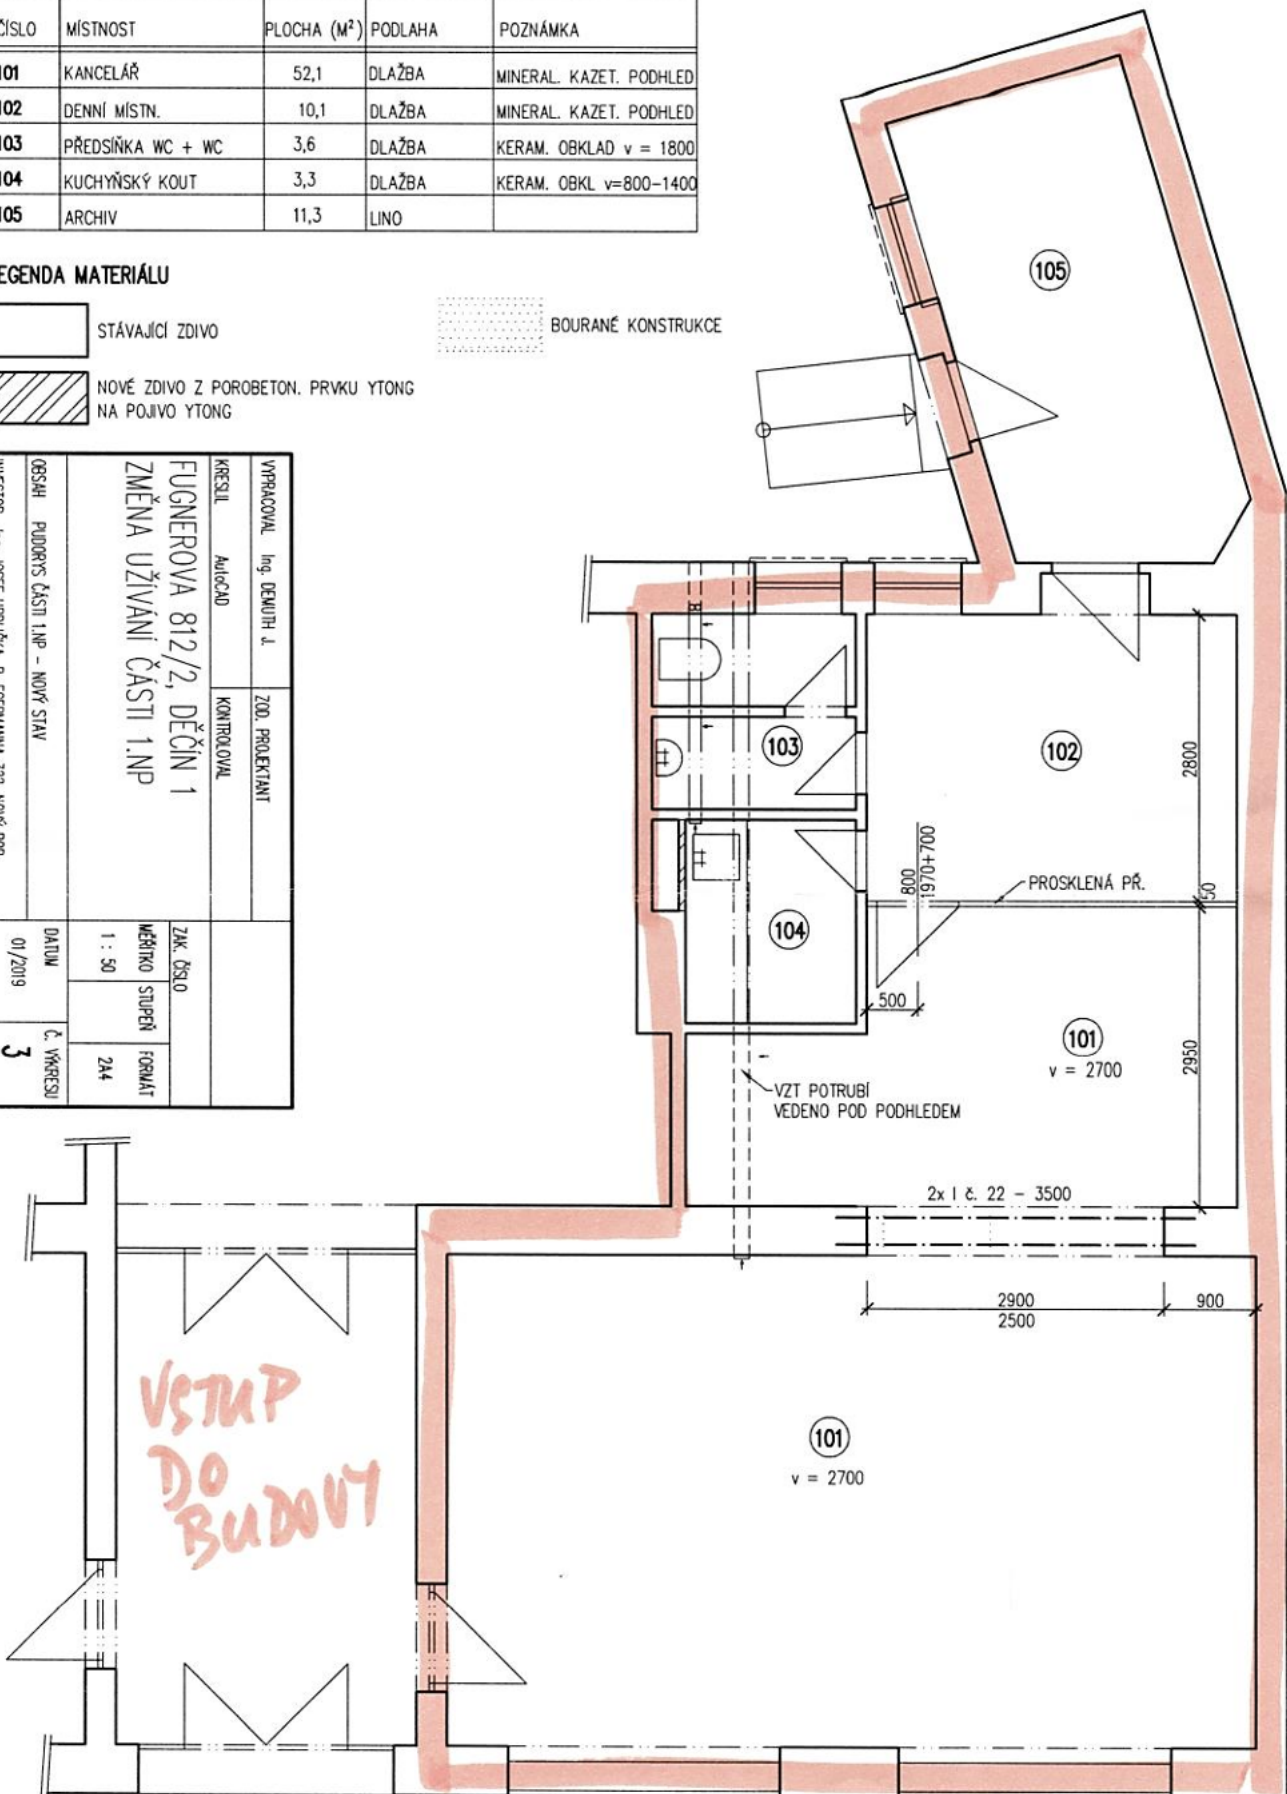 ČÍSLO MÍSTNOST PLOCHA (M²) PODLAHA POZNÁMKA
101 KANCELÁŘ 52,1 DLAŽBA MINERAL. KAZET. PODHLED
102 DENNÍ MÍSTN. 10,1 DLAŽBA MINERAL. KAZET. PODHLED
103 PŘEDSÍŇKA WC + WC 3,6 DLAŽBA KERAM. OBKLAD v = 1800
104 KUCHYŇSKÝ KOUT 3,3 DLAŽBA KERAM. OBKL v=800-1400
105 ARCHIV 11,3 LINO
LEGENDA MATERIÁLU
STÁVAJÍCÍ ZDIVO
BOURANÉ KONSTRUKCE
NOVÉ ZDIVO Z POROBETON. PRVKU YTONG
NA POJIVO YTONG
VYPRACOVAL Ing. DEMUTH J.
ZOD. PROJEKTANT
KRESLIL AutoCAD
KONTROLOVAL
FUGNEROVA 812/2, DĚČÍN 1
ZMĚNA UŽÍVÁNÍ ČÁSTI 1.NP
OBSAH PUDORYS ČÁSTI 1.NP - NOVÝ STAV
ZAK. ČÍSLO
MĚŘÍTKO STUPEŇ FORMÁT
1 : 50 2A4
DATUM Č. VÝKRESU
01/2019 3
105
103
102
2800
800
1970+700
PROSKLENÁ PŘ.
50
104
500
101
v = 2700
2950
VZT POTRUBÍ
VEDENO POD PODHLEDEM
2x I č. 22 - 3500
2900 900
2500
VSTUP
DO
BUDOVY
101
v = 2700